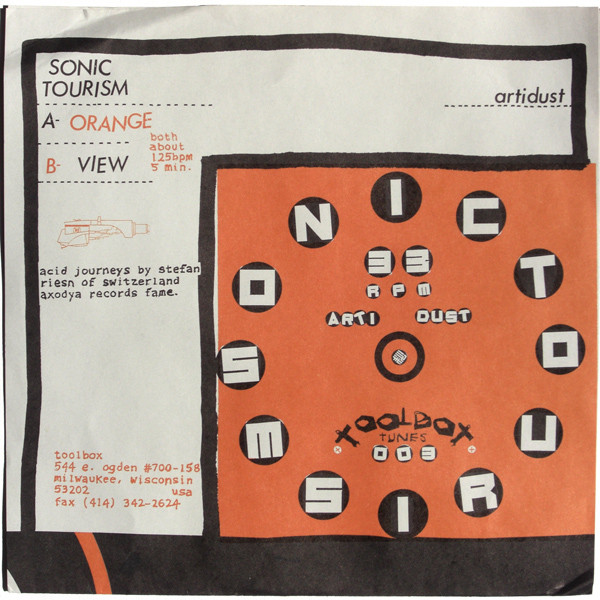 SONIC
TOURISM
artidust
A- ORANGE
both
about
125bpm
5 min.
B- VIEW
acid journeys by stefan
riesn of switzerland
axodya records fame.
toolbox
544 e. ogden #700-158
milwaukee, wisconsin
53202 usa
fax (414) 342-2624
SONIC TOURISM
33
RPM
ARTI DUST
TOOLBOX
TUNES
003